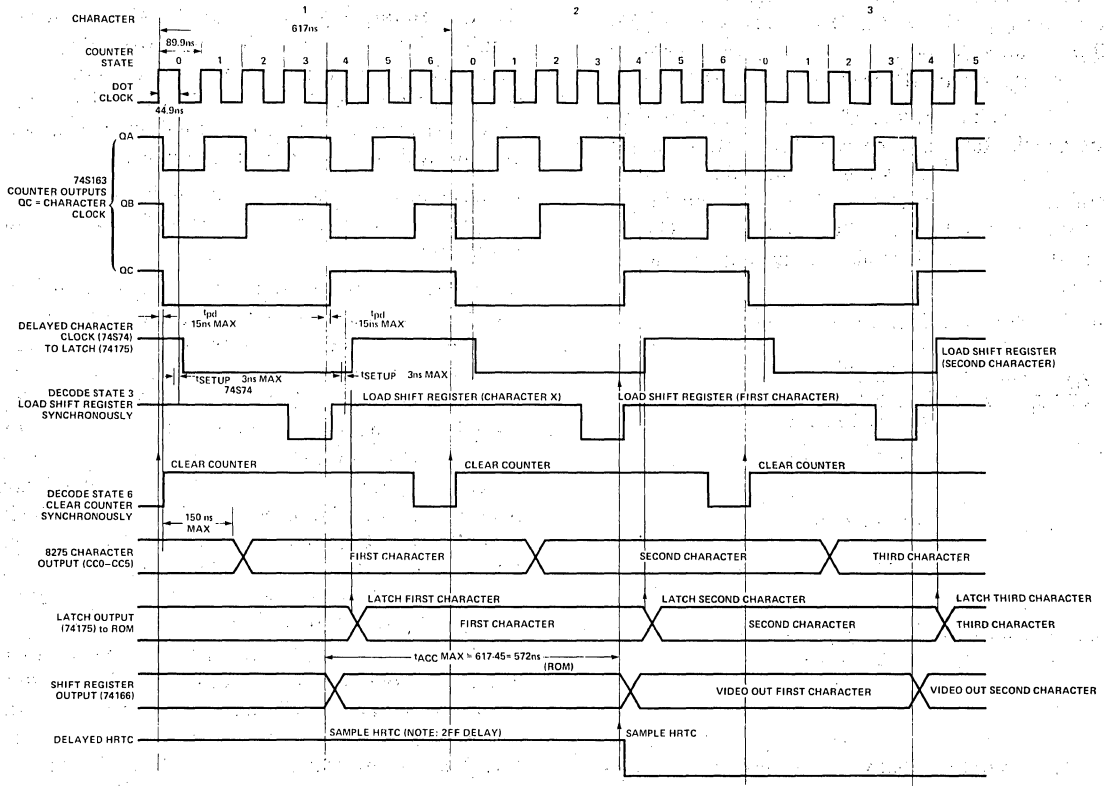 CHARACTER
1
2
3
617ns
89.9ns
COUNTER
STATE
0 1 2 3 4 5 6 0 1 2 3 4 5 6 0 1 2 3 4 5
DOT
CLOCK
44.9ns
QA
74S163
COUNTER OUTPUTS
QC = CHARACTER
CLOCK
QB
QC
tpd
15ns MAX
tpd
15ns MAX
DELAYED CHARACTER
CLOCK (74S74)
TO LATCH (74175)
LOAD SHIFT REGISTER
(SECOND CHARACTER)
tSETUP 3ns MAX
74S74
tSETUP 3ns MAX
DECODE STATE 3
LOAD SHIFT REGISTER
SYNCHRONOUSLY
LOAD SHIFT REGISTER (CHARACTER X)
LOAD SHIFT REGISTER (FIRST CHARACTER)
CLEAR COUNTER
CLEAR COUNTER
CLEAR COUNTER
DECODE STATE 6
CLEAR COUNTER
SYNCHRONOUSLY
150 ns
MAX
8275 CHARACTER
OUTPUT (CC0-CC5)
FIRST CHARACTER
SECOND CHARACTER
THIRD CHARACTER
LATCH FIRST CHARACTER
LATCH SECOND CHARACTER
LATCH THIRD CHARACTER
LATCH OUTPUT
(74175) to ROM
FIRST CHARACTER
SECOND CHARACTER
THIRD CHARACTER
tACC MAX = 617-45= 572ns
(ROM)
SHIFT REGISTER
OUTPUT (74166)
VIDEO OUT FIRST CHARACTER
VIDEO OUT SECOND CHARACTER
DELAYED HRTC
SAMPLE HRTC (NOTE: 2FF DELAY)
SAMPLE HRTC